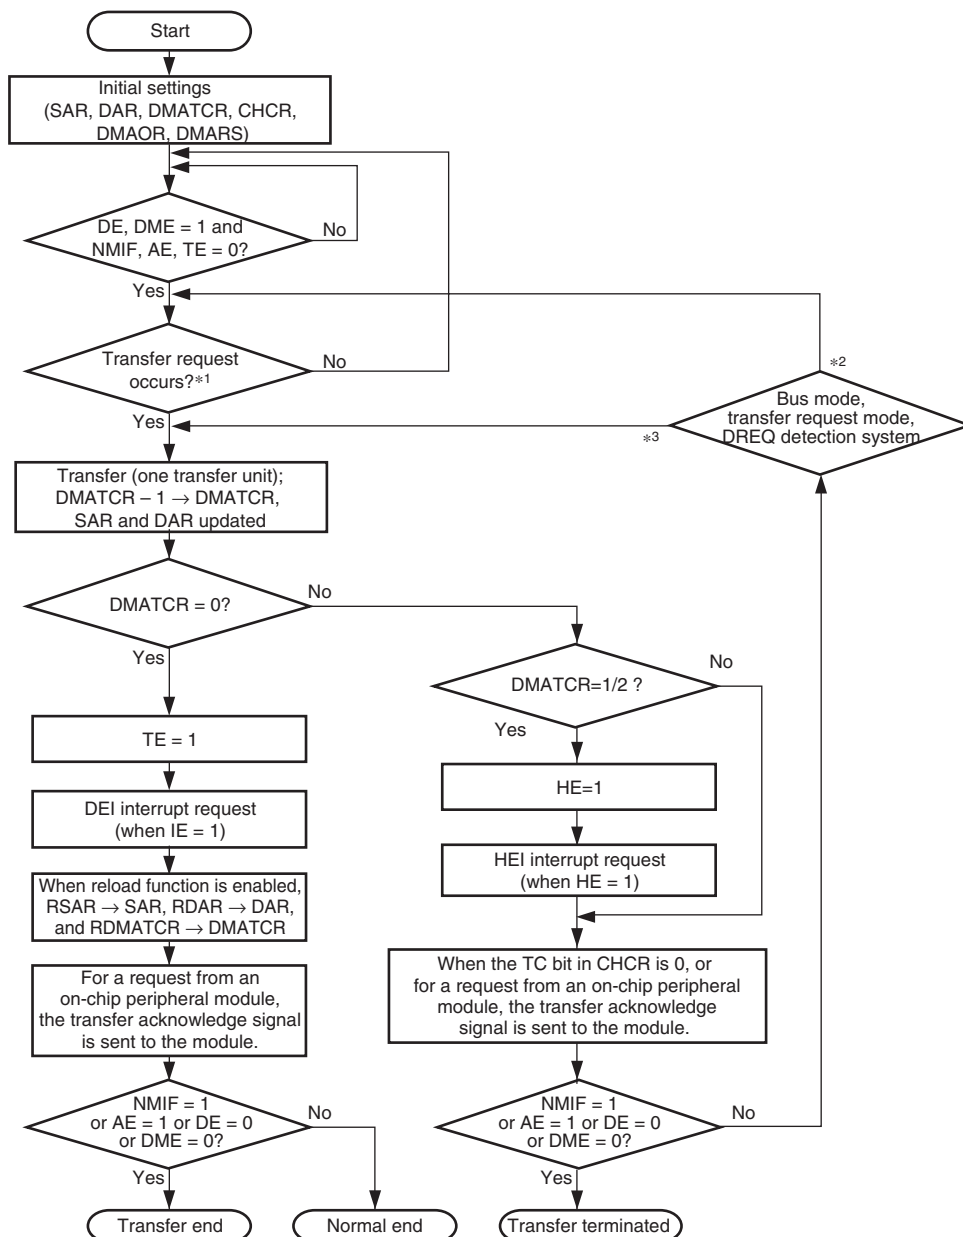 Start
Initial settings
(SAR, DAR, DMATCR, CHCR,
DMAOR, DMARS)
DE, DME = 1 and
NMIF, AE, TE = 0?
No
Yes
Transfer request
occurs?*1
No
Yes
*2
Bus mode,
transfer request mode,
DREQ detection system
*3
Transfer (one transfer unit);
DMATCR – 1 → DMATCR,
SAR and DAR updated
DMATCR = 0?
No
Yes
DMATCR=1/2 ?
No
Yes
TE = 1
HE=1
DEI interrupt request
(when IE = 1)
HEI interrupt request
(when HE = 1)
When reload function is enabled,
RSAR → SAR, RDAR → DAR,
and RDMATCR → DMATCR
For a request from an
on-chip peripheral module,
the transfer acknowledge signal
is sent to the module.
When the TC bit in CHCR is 0, or
for a request from an on-chip peripheral
module, the transfer acknowledge
signal is sent to the module.
NMIF = 1
or AE = 1 or DE = 0
or DME = 0?
No
Yes
NMIF = 1
or AE = 1 or DE = 0
or DME = 0?
No
Yes
Transfer end
Normal end
Transfer terminated